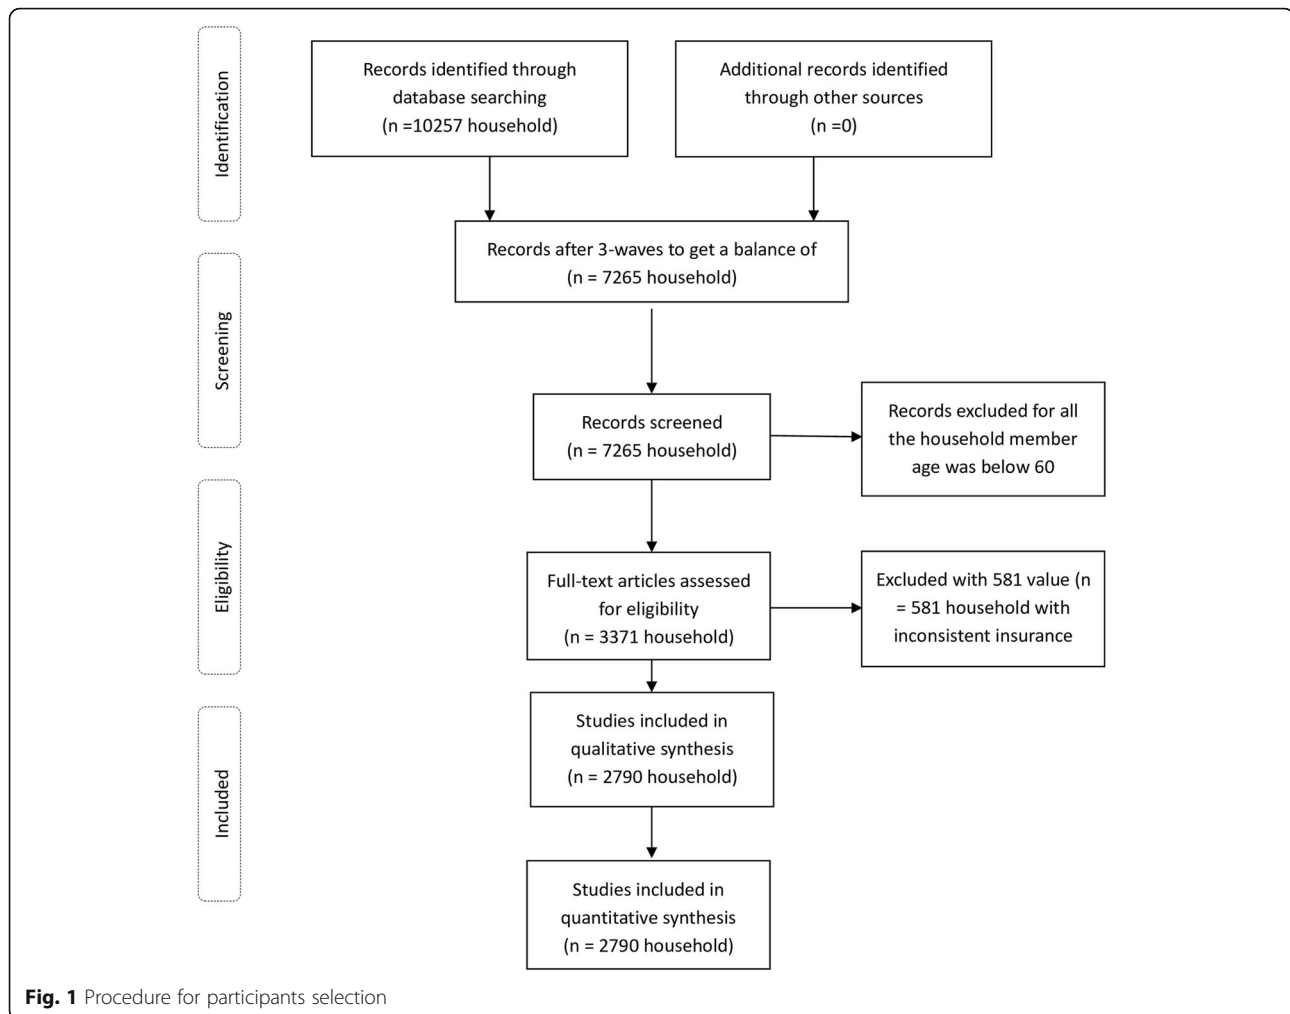 Identification
Records identified through
database searching
(n =10257 household)
Additional records identified
through other sources
(n =0)
Records after 3-waves to get a balance of
(n = 7265 household)
Screening
Records screened
(n = 7265 household)
Records excluded for all
the household member
age was below 60
Eligibility
Full-text articles assessed
for eligibility
(n = 3371 household)
Excluded with 581 value (n
= 581 household with
inconsistent insurance
Included
Studies included in
qualitative synthesis
(n = 2790 household)
Studies included in
quantitative synthesis
(n = 2790 household)
Fig. 1 Procedure for participants selection